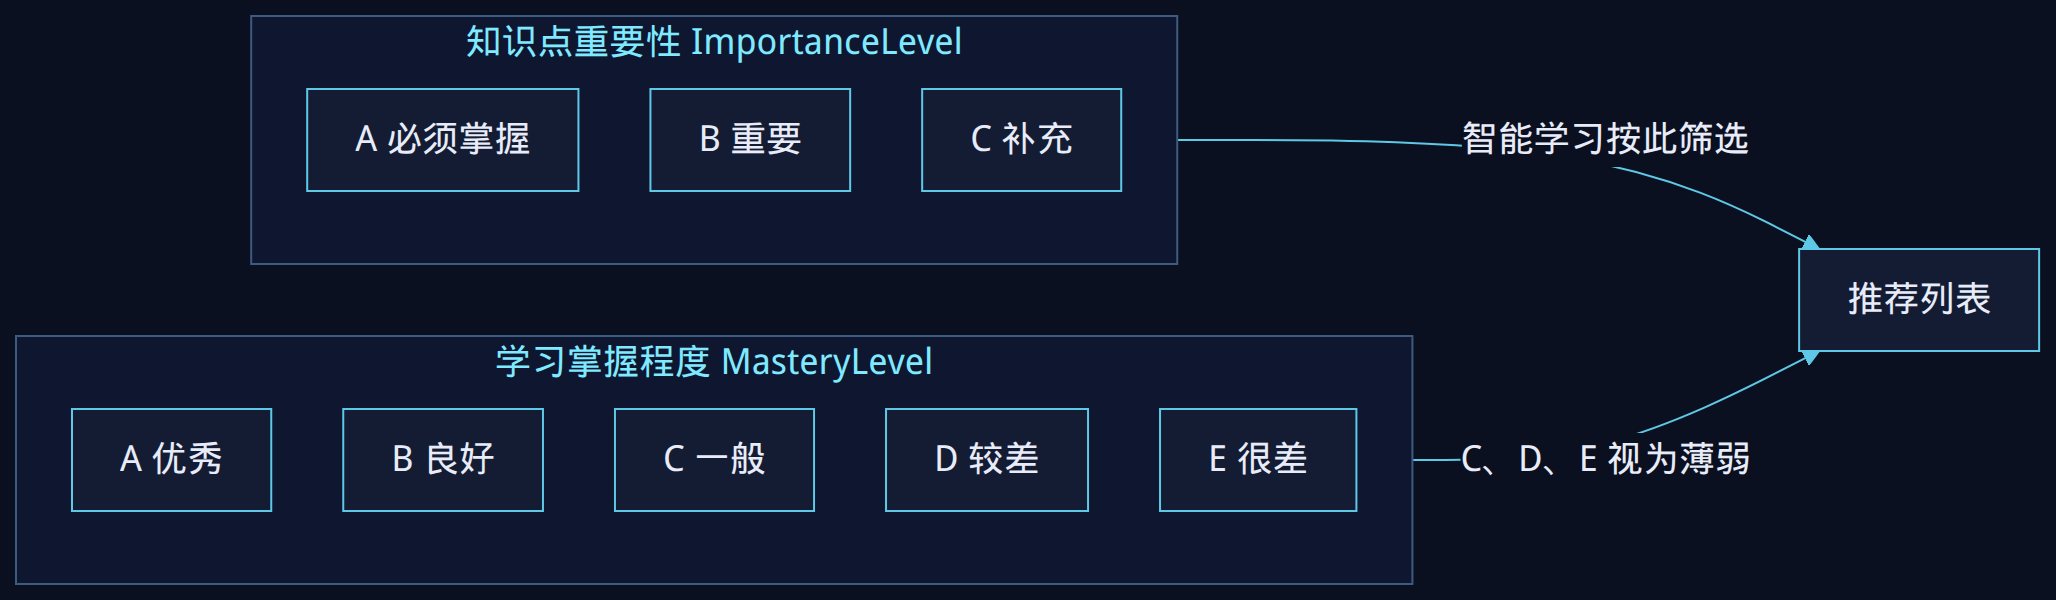 知识点重要性 ImportanceLevel
A 必须掌握
B 重要
C 补充
智能学习按此筛选
推荐列表
学习掌握程度 MasteryLevel
A 优秀
B 良好
C 一般
D 较差
E 很差
C、D、E 视为薄弱